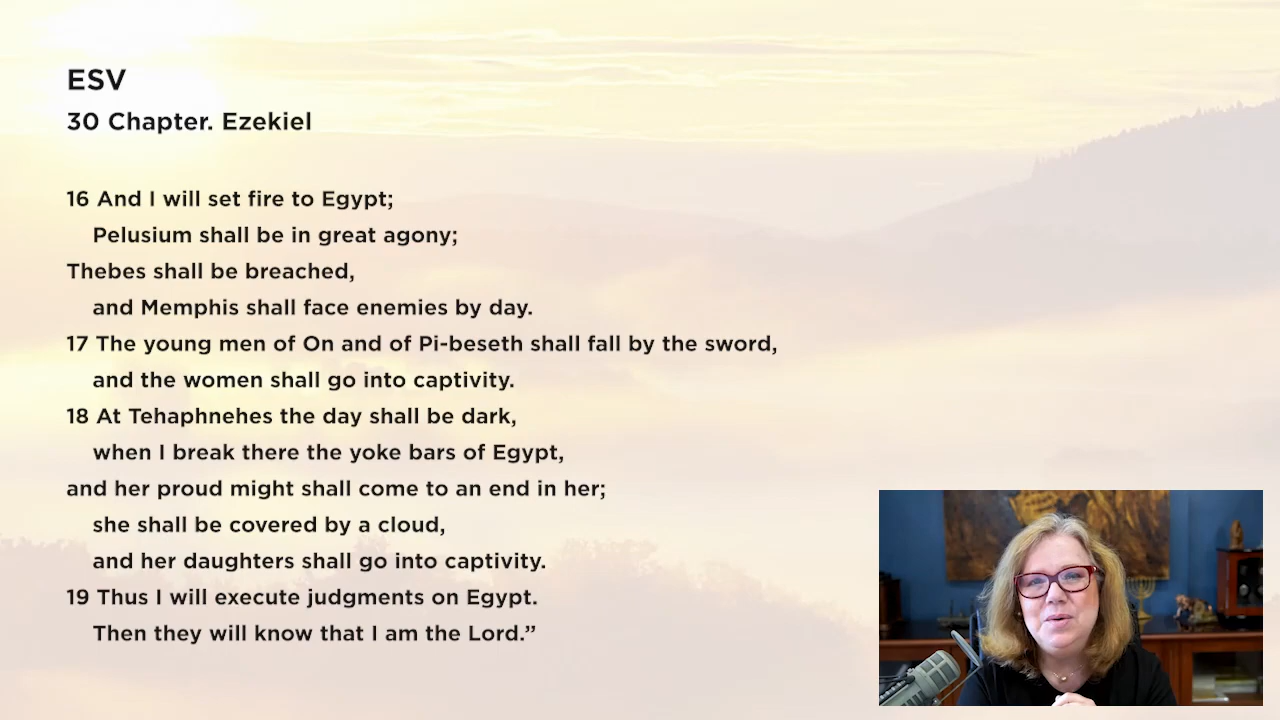 ESV
30 Chapter. Ezekiel
16 And I will set fire to Egypt;
Pelusium shall be in great agony;
Thebes shall be breached,
and Memphis shall face enemies by day.
17 The young men of On and of Pi-beseth shall fall by the sword,
and the women shall go into captivity.
18 At Tehaphnehes the day shall be dark,
when I break there the yoke bars of Egypt,
and her proud might shall come to an end in her;
she shall be covered by a cloud,
and her daughters shall go into captivity.
19 Thus I will execute judgments on Egypt.
Then they will know that I am the Lord.”